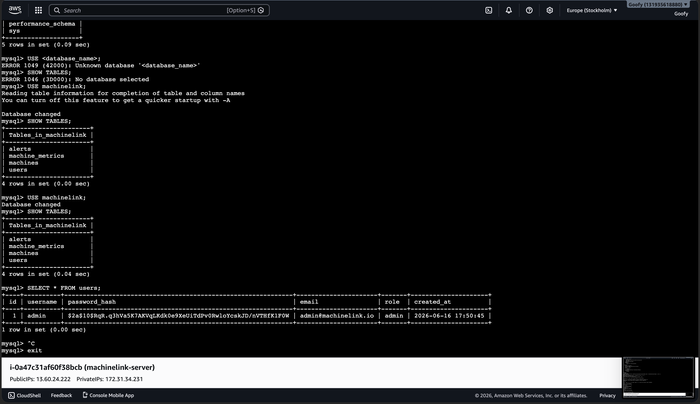 aws
Search
[Option+S]
Europe (Stockholm)
Goofy
performance_schema
sys
5 rows in set (0.09 sec)
mysql> USE <database_name>;
ERROR 1049 (42000): Unknown database '<database_name>'
mysql> SHOW TABLES;
ERROR 1046 (3D000): No database selected
mysql> USE machinelink;
Reading table information for completion of table and column names
You can turn off this feature to get a quicker startup with -A
Database changed
mysql> SHOW TABLES;
Tables_in_machinelink
alerts
machine_metrics
machines
users
4 rows in set (0.00 sec)
mysql> USE machinelink;
Database changed
mysql> SHOW TABLES;
Tables_in_machinelink
alerts
machine_metrics
machines
users
4 rows in set (0.04 sec)
mysql> SELECT * FROM users;
id | username | password_hash | email | role | created_at
1 | admin | admin@machinelink.io | admin | 2026-06-16 17:50:45
1 row in set (0.00 sec)
mysql> ^C
mysql> exit
i-0a47c31af60f38bcb (machinelink-server)
PublicIPs: 13.60.24.222 PrivateIPs: 172.31.34.231
CloudShell Feedback Console Mobile App
© 2026, Amazon Web Services, Inc. or its affiliates. Privacy